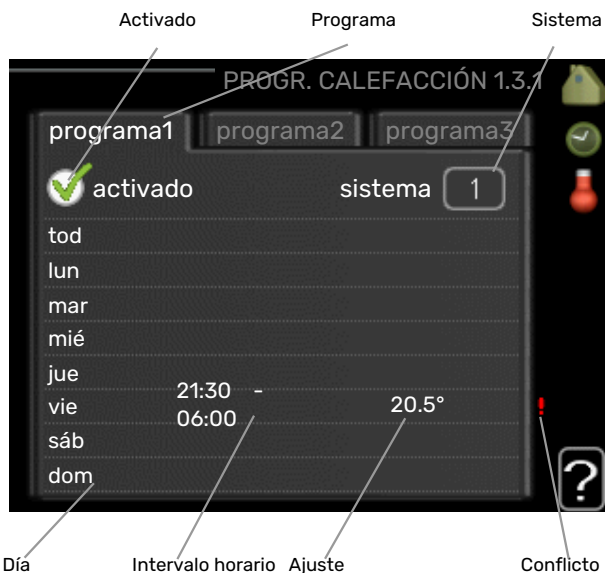 Activado Programa Sistema
PROGR. CALEFACCIÓN 1.3.1
programa1 programa2 programa3
activado sistema 1
tod
lun
mar
mié
jue
vie 21:30 - 06:00 20.5° !
sáb
dom
?
Día Intervalo horario Ajuste Conflicto